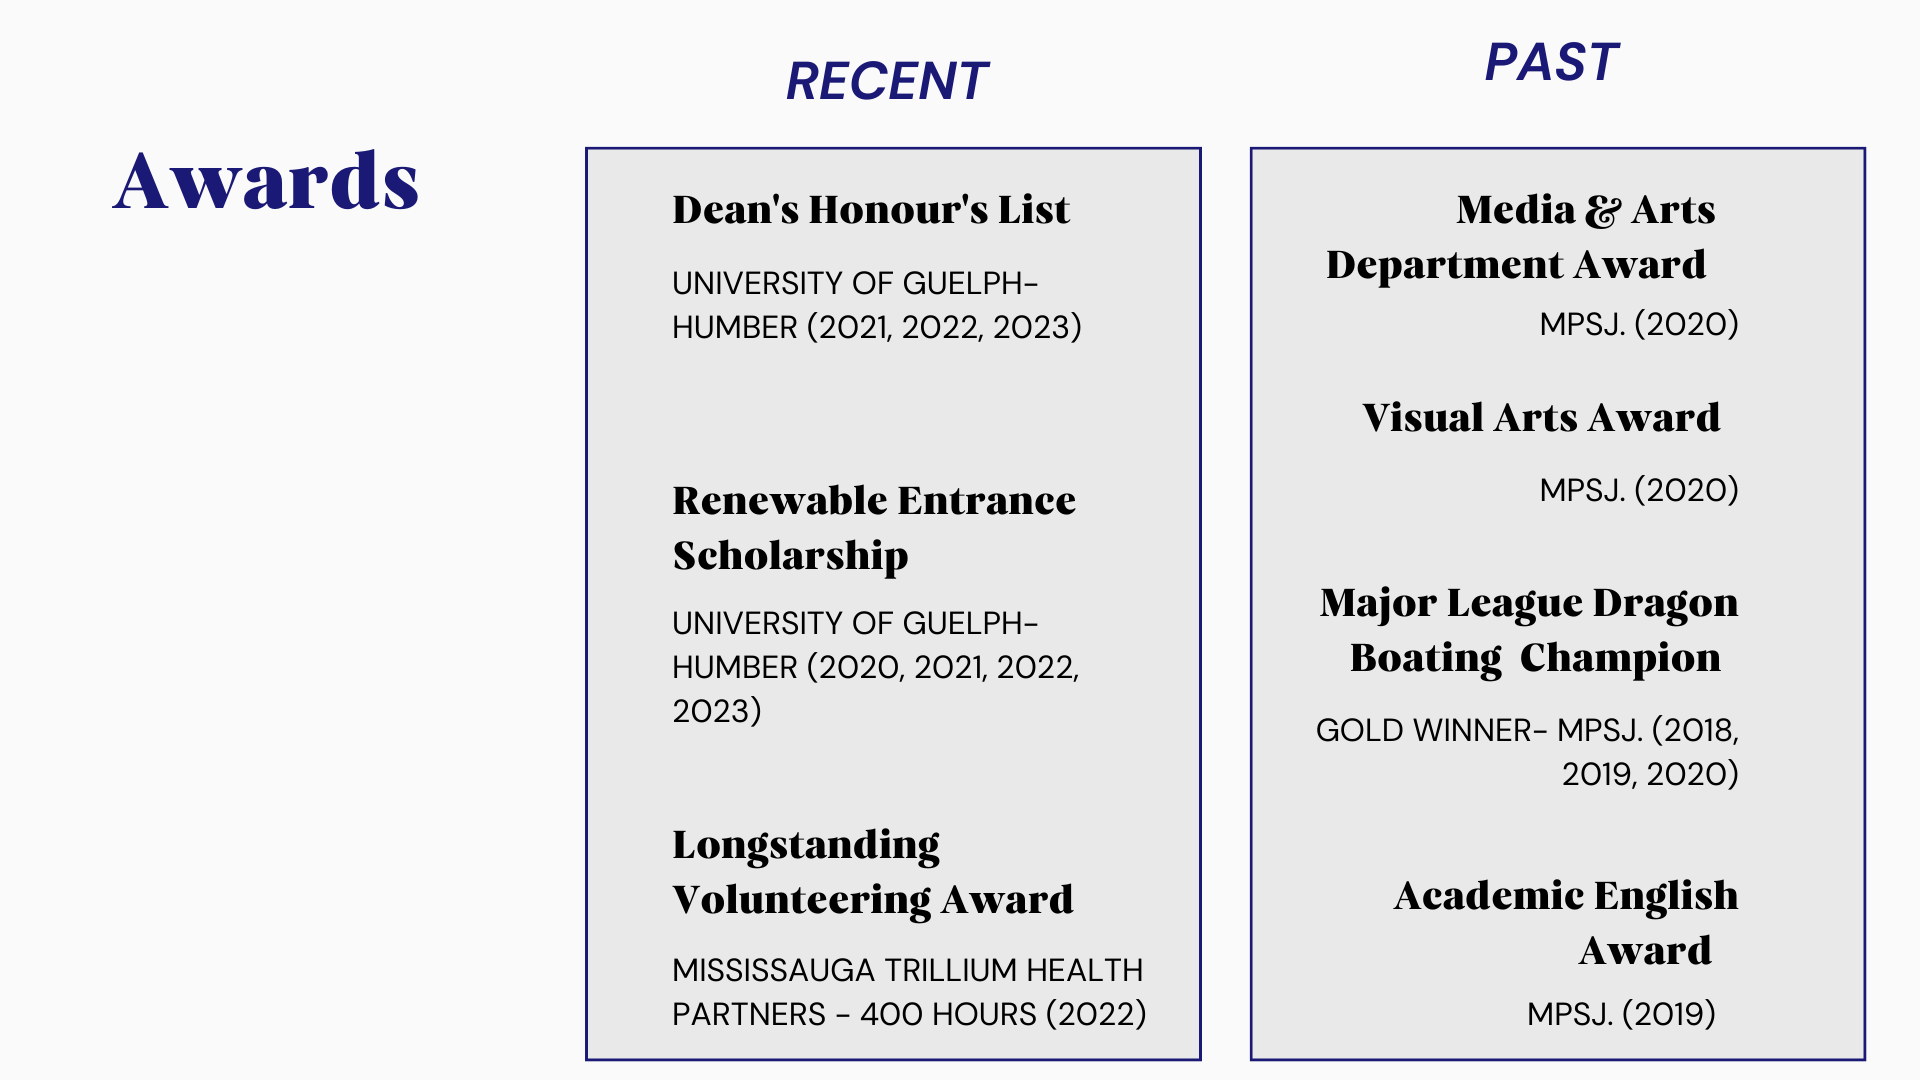 Awards
RECENT
Dean's Honour's List
UNIVERSITY OF GUELPH-
HUMBER (2021, 2022, 2023)
Renewable Entrance
Scholarship
UNIVERSITY OF GUELPH-
HUMBER (2020, 2021, 2022,
2023)
Longstanding
Volunteering Award
MISSISSAUGA TRILLIUM HEALTH
PARTNERS - 400 HOURS (2022)
PAST
Media & Arts
Department Award
MPSJ. (2020)
Visual Arts Award
MPSJ. (2020)
Major League Dragon
Boating  Champion
GOLD WINNER- MPSJ. (2018,
2019, 2020)
Academic English
Award
MPSJ. (2019)